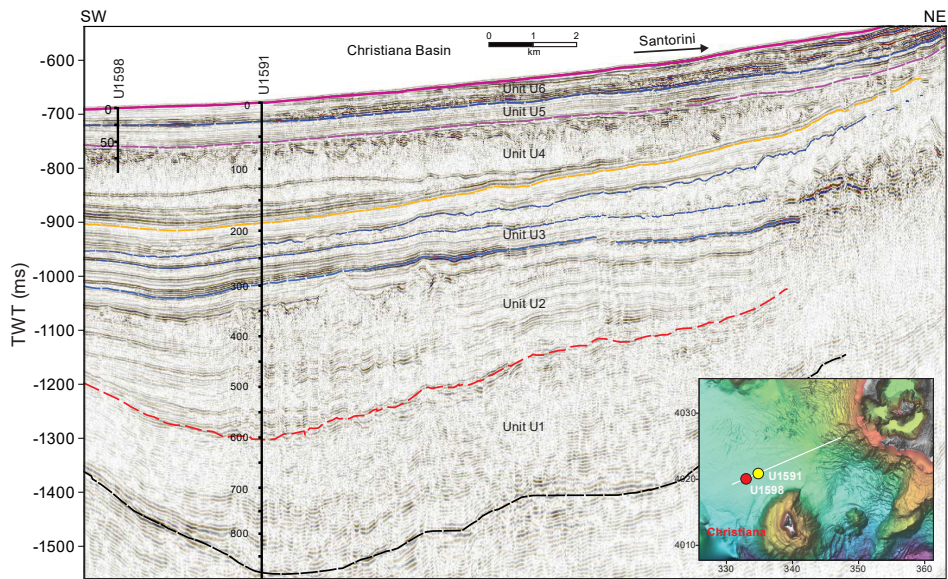 SW
NE
Christiana Basin
0 1 2
km
Santorini
U1598
U1591
-600
-700
-800
-900
-1000
-1100
-1200
-1300
-1400
-1500
TWT (ms)
0
50
0
100
200
300
400
500
600
700
800
Unit U6
Unit U5
Unit U4
Unit U3
Unit U2
Unit U1
4030
4020
4010
U1591
U1598
Christiana
330 340 350 360